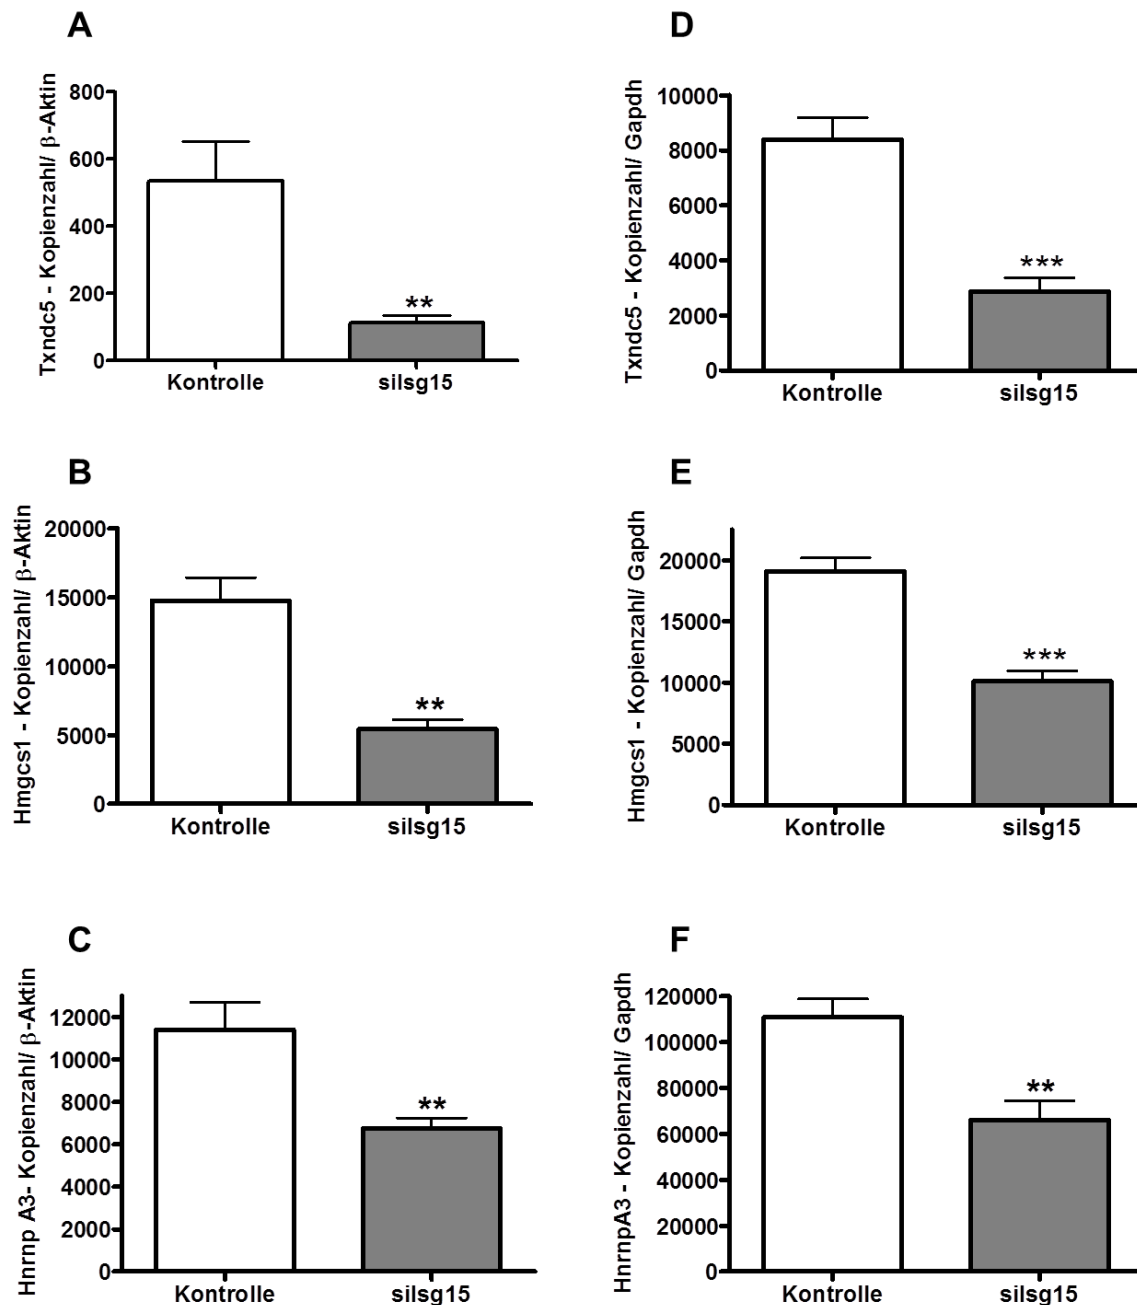 A
Txndc5 - Kopienzahl/ β-Aktin
800
600
400
200
0
**
Kontrolle
siIsg15
D
Txndc5 - Kopienzahl/ Gapdh
10000
8000
6000
4000
2000
0
***
Kontrolle
siIsg15
B
Hmgcs1 - Kopienzahl/ β-Aktin
20000
15000
10000
5000
0
**
Kontrolle
siIsg15
E
Hmgcs1 - Kopienzahl/ Gapdh
20000
15000
10000
5000
0
***
Kontrolle
siIsg15
C
Hnrnp A3- Kopienzahl/ β-Aktin
12000
10000
8000
6000
4000
2000
0
**
Kontrolle
siIsg15
F
HnrnpA3 - Kopienzahl/ Gapdh
120000
100000
80000
60000
40000
20000
0
**
Kontrolle
siIsg15